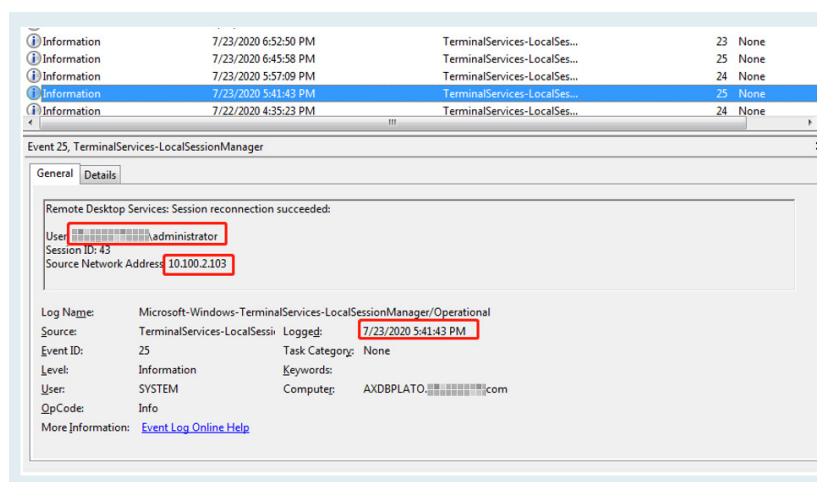 Information 7/23/2020 6:52:50 PM TerminalServices-LocalSes... 23 None
Information 7/23/2020 6:45:58 PM TerminalServices-LocalSes... 25 None
Information 7/23/2020 5:57:09 PM TerminalServices-LocalSes... 24 None
Information 7/23/2020 5:41:43 PM TerminalServices-LocalSes... 25 None
Information 7/22/2020 4:35:23 PM TerminalServices-LocalSes... 24 None
Event 25, TerminalServices-LocalSessionManager
General Details
Remote Desktop Services: Session reconnection succeeded:
User \administrator
Session ID: 43
Source Network Address 10.100.2.103
Log Name: Microsoft-Windows-TerminalServices-LocalSessionManager/Operational
Source: TerminalServices-LocalSessi Logged: 7/23/2020 5:41:43 PM
Event ID: 25 Task Category: None
Level: Information Keywords:
User: SYSTEM Computer: AXDBPLATO. com
OpCode: Info
More Information: Event Log Online Help